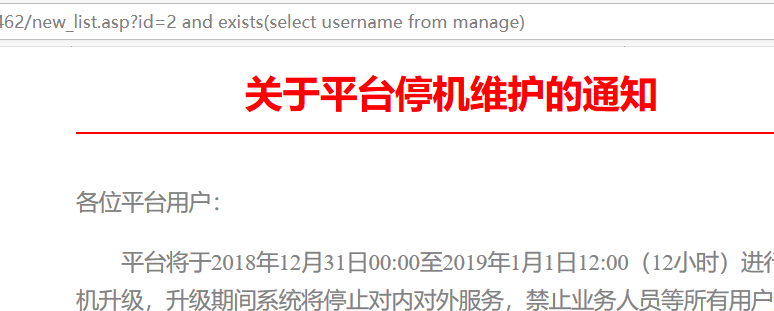 462/new_list.asp?id=2 and exists(select username from manage)
关于平台停机维护的通知
各位平台用户：
平台将于2018年12月31日00:00至2019年1月1日12:00（12小时）进行
机升级，升级期间系统将停止对内对外服务，禁止业务人员等所有用户